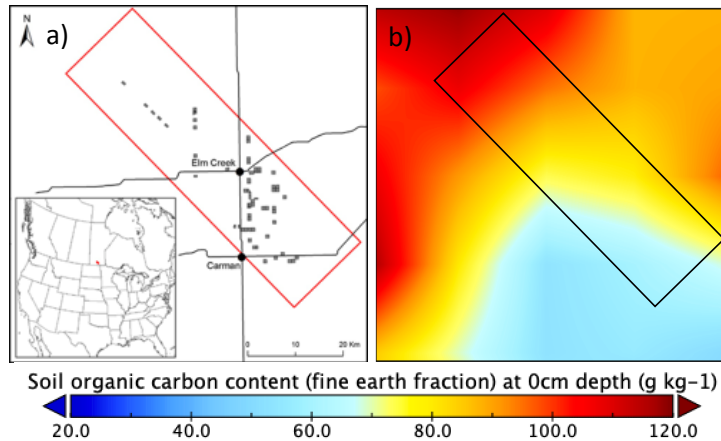 N
a)
b)
Elm Creek
Carman
0 10 20 Km
Soil organic carbon content (fine earth fraction) at 0cm depth (g kg-1)
20.0 40.0 60.0 80.0 100.0 120.0